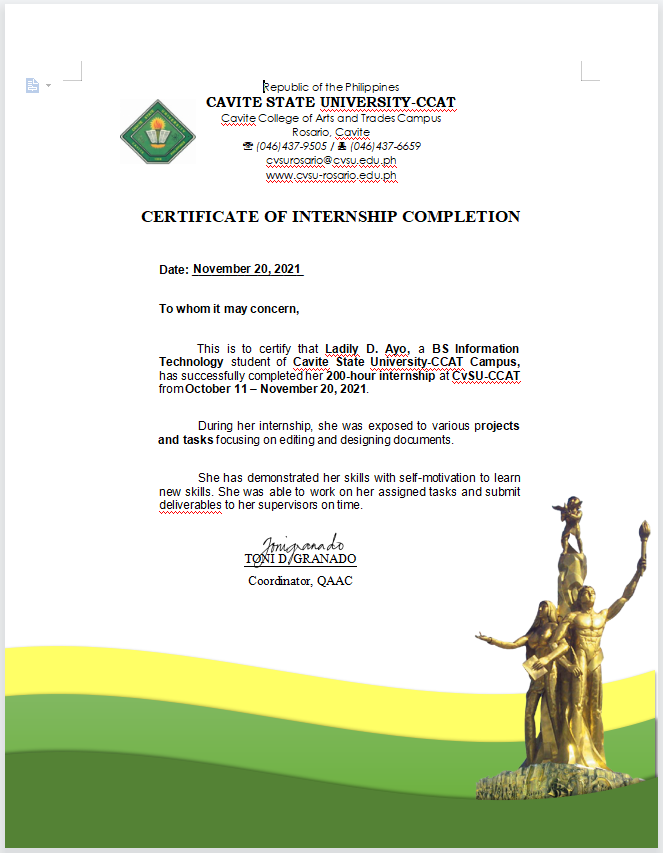 Republic of the Philippines
CAVITE STATE UNIVERSITY-CCAT
Cavite College of Arts and Trades Campus
Rosario, Cavite
☎ (046)437-9505 / (046)437-6659
cvsurosario@cvsu.edu.ph
www.cvsu-rosario.edu.ph
CERTIFICATE OF INTERNSHIP COMPLETION
Date: November 20, 2021
To whom it may concern,
This is to certify that Ladily D. Ayo, a BS Information
Technology student of Cavite State University-CCAT Campus,
has successfully completed her 200-hour internship at CvSU-CCAT
from October 11 – November 20, 2021.
During her internship, she was exposed to various projects
and tasks focusing on editing and designing documents.
She has demonstrated her skills with self-motivation to learn
new skills. She was able to work on her assigned tasks and submit
deliverables to her supervisors on time.
Tonigranado
TONI D. GRANADO
Coordinator, QAAC